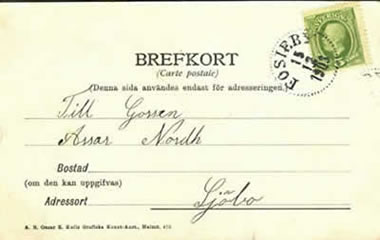 BREFKORT
(Carte postale)
(Denna sida användes endast för adresseringen.)
Till Gossen
Assar Nordh
Bostad
(om den kan uppgifvas)
Adressort Sjöbo